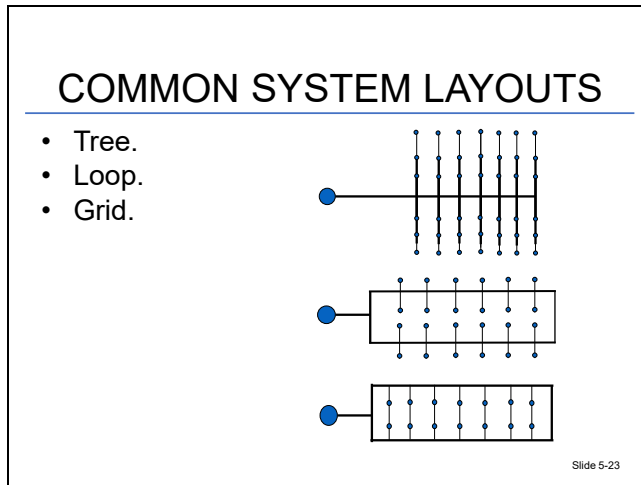 COMMON SYSTEM LAYOUTS
• Tree.
• Loop.
• Grid.
Slide 5-23